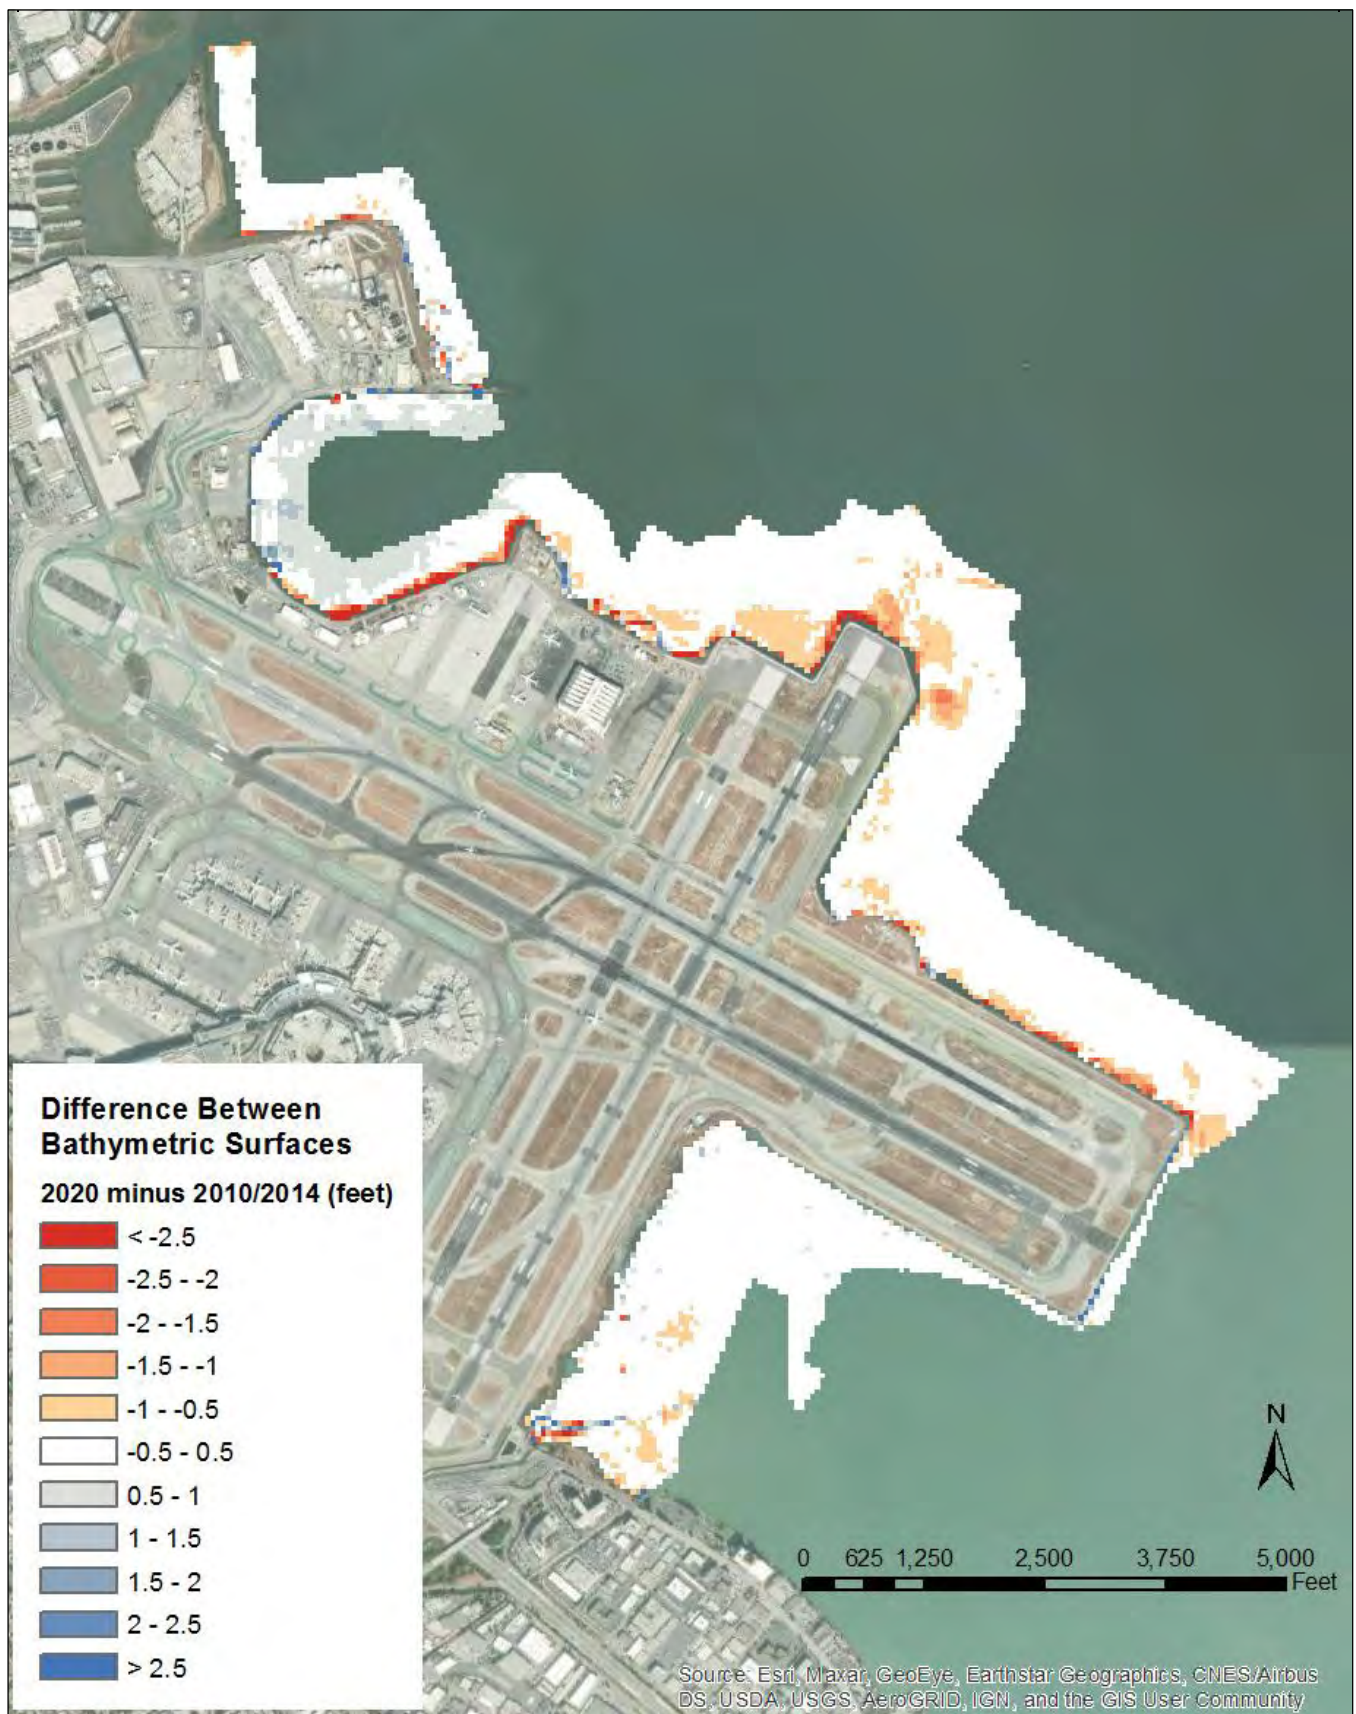 Difference Between
Bathymetric Surfaces
2020 minus 2010/2014 (feet)
< -2.5
-2.5 - -2
-2 - -1.5
-1.5 - -1
-1 - -0.5
-0.5 - 0.5
0.5 - 1
1 - 1.5
1.5 - 2
2 - 2.5
> 2.5
N
0 625 1,250 2,500 3,750 5,000
Feet
Source: Esri, Maxar, GeoEye, Earthstar Geographics, CNES/Airbus
DS, USDA, USGS, AeroGRID, IGN, and the GIS User Community